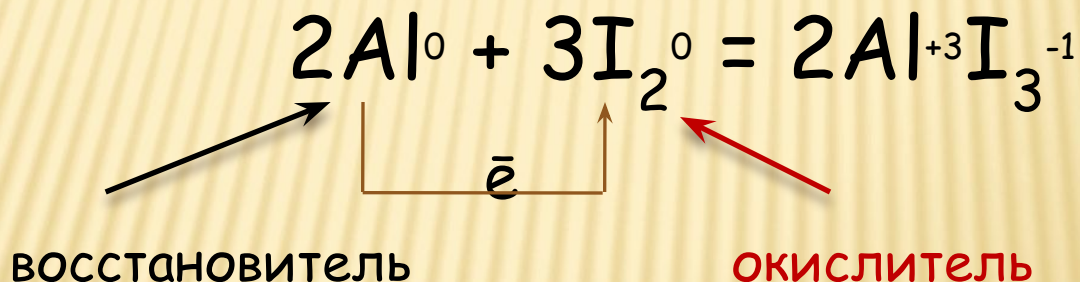 2Al⁰ + 3I₂⁰ = 2Al⁺³I₃⁻¹
ē
восстановитель окислитель